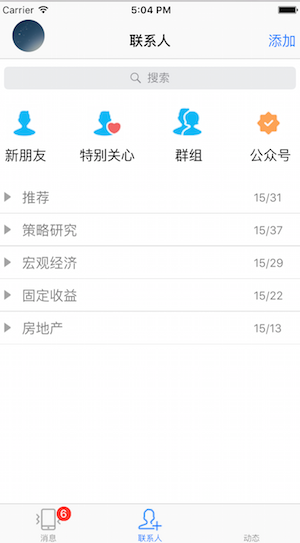 Carrier 5:04 PM
联系人 添加
搜索
新朋友 特别关心 群组 公众号
推荐 15/31
策略研究 15/37
宏观经济 15/29
固定收益 15/22
房地产 15/13
6
消息 联系人 动态